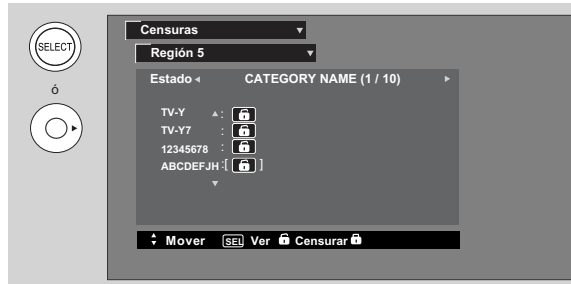 SELECT
ó
Censuras
Región 5
Estado CATEGORY NAME (1 / 10)
TV-Y :
TV-Y7 :
12345678 :
ABCDEFJH :[ ]
Mover SEL Ver Censurar